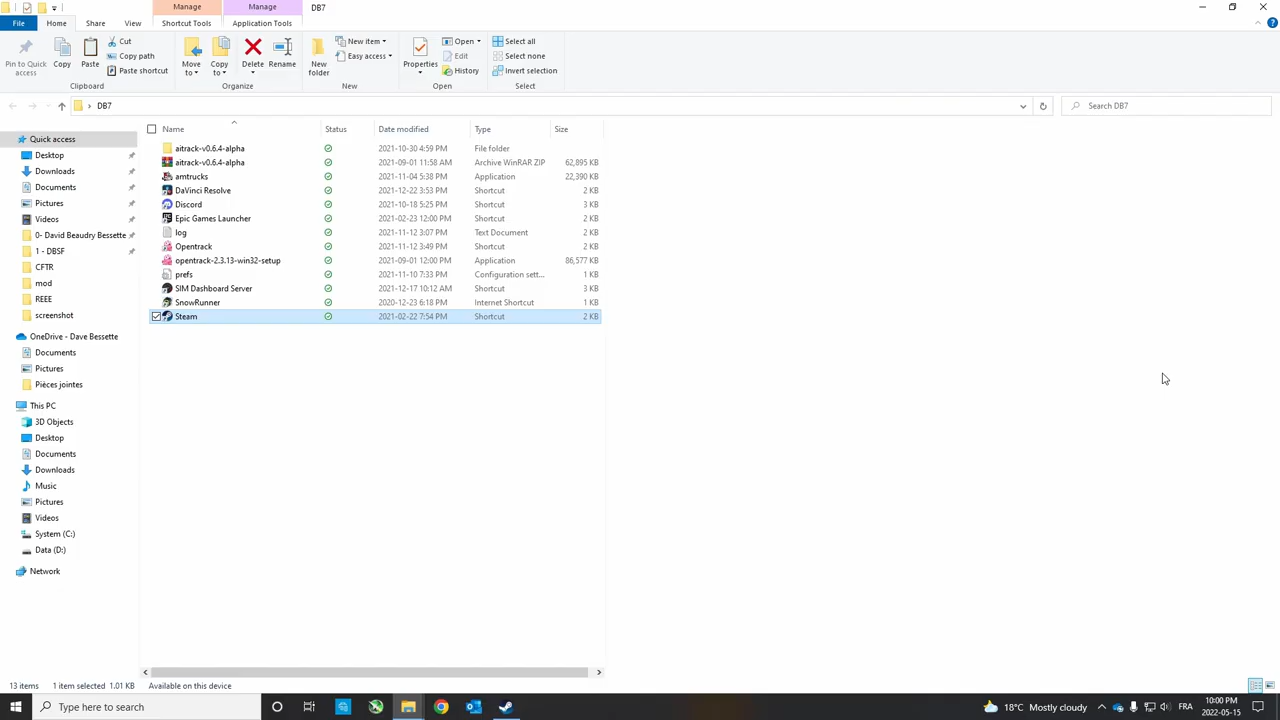 Manage
Manage
DB7
File
Home
Share
View
Shortcut Tools
Application Tools
Pin to Quick access
Copy
Paste
Cut
Copy path
Paste shortcut
Clipboard
Move to
Copy to
Delete
Rename
Organize
New folder
New item
Easy access
New
Properties
Open
Edit
History
Open
Select all
Select none
Invert selection
Select
DB7
Search DB7
Name
Status
Date modified
Type
Size
aitrack-v0.6.4-alpha 2021-10-30 4:59 PM File folder
aitrack-v0.6.4-alpha 2021-09-01 11:58 AM Archive WinRAR ZIP 62,895 KB
amtrucks 2021-11-04 5:38 PM Application 22,390 KB
DaVinci Resolve 2021-12-22 3:53 PM Shortcut 2 KB
Discord 2021-10-18 5:25 PM Shortcut 3 KB
Epic Games Launcher 2021-02-23 12:00 PM Shortcut 2 KB
log 2021-11-12 3:07 PM Text Document 2 KB
Opentrack 2021-11-12 3:49 PM Shortcut 2 KB
opentrack-2.3.13-win32-setup 2021-09-01 12:00 PM Application 86,577 KB
prefs 2021-11-10 7:33 PM Configuration sett... 1 KB
SIM Dashboard Server 2021-12-17 10:12 AM Shortcut 3 KB
SnowRunner 2020-12-23 6:18 PM Internet Shortcut 1 KB
Steam 2021-02-22 7:54 PM Shortcut 2 KB
Quick access
Desktop
Downloads
Documents
Pictures
Videos
0- David Beaudry Bessette
1 - DBSF
CFTR
mod
REEE
screenshot
OneDrive - Dave Bessette
Documents
Pictures
Pièces jointes
This PC
3D Objects
Desktop
Documents
Downloads
Music
Pictures
Videos
System (C:)
Data (D:)
Network
13 items 1 item selected 1.01 KB Available on this device
Type here to search
18°C Mostly cloudy
FRA
10:00 PM
2022-05-15